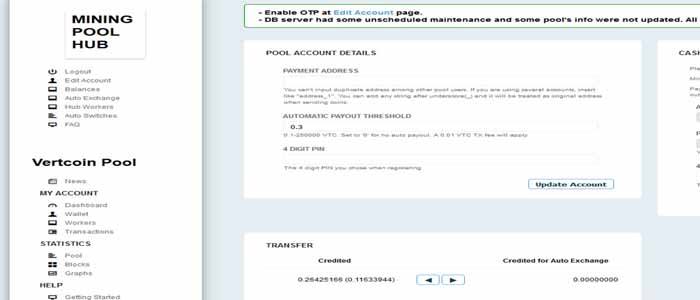 MINING
POOL
HUB
Logout
Edit Account
Balances
Auto Exchange
Hub Workers
Auto Switches
FAQ
Vertcoin Pool
News
MY ACCOUNT
Dashboard
Wallet
Workers
Transactions
STATISTICS
Pool
Blocks
Graphs
HELP
Getting Started
- Enable OTP at Edit Account page.
- DB server had some unscheduled maintenance and some pool's info were not updated. All
POOL ACCOUNT DETAILS
PAYMENT ADDRESS
You can't input duplicate address among other pool users. If you are using several accounts, insert
like "address_1". You can add any string after underscore(_) and it will be treated as original address
when sending coins.
AUTOMATIC PAYOUT THRESHOLD
0.3
0.1-250000 VTC. Set to '0' for no auto payout. A 0.01 VTC TX fee will apply
4 DIGIT PIN
The 4 digit PIN you chose when registering
Update Account
TRANSFER
Credited
Credited for Auto Exchange
0.26425166 (0.11633944)
0.00000000